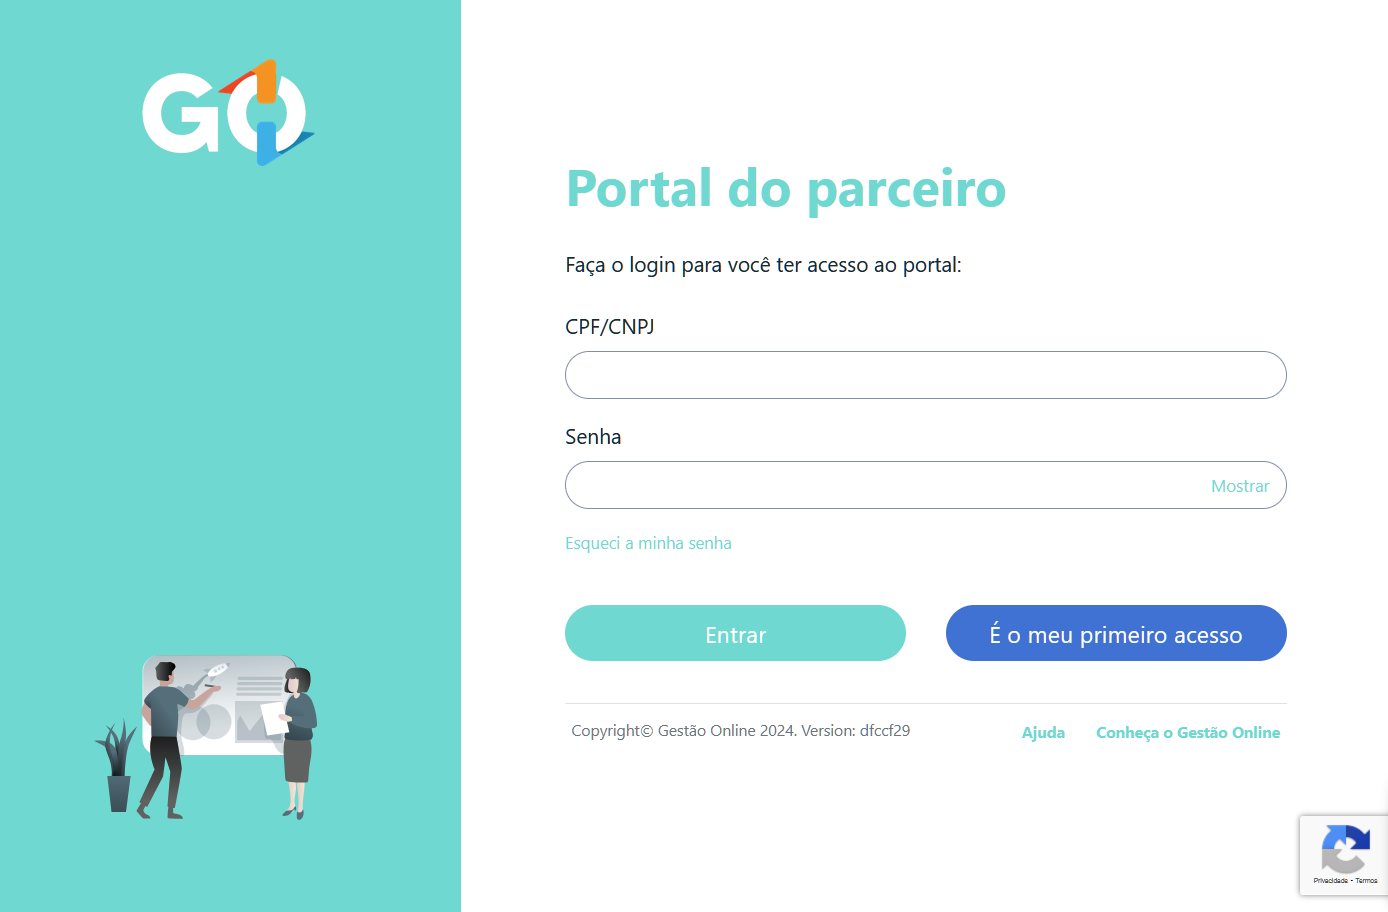 GO
Portal do parceiro
Faça o login para você ter acesso ao portal:
CPF/CNPJ
Senha
Mostrar
Esqueci a minha senha
Entrar
É o meu primeiro acesso
Copyright© Gestão Online 2024. Version: dfccf29
Ajuda
Conheça o Gestão Online
Privacidade - Termos